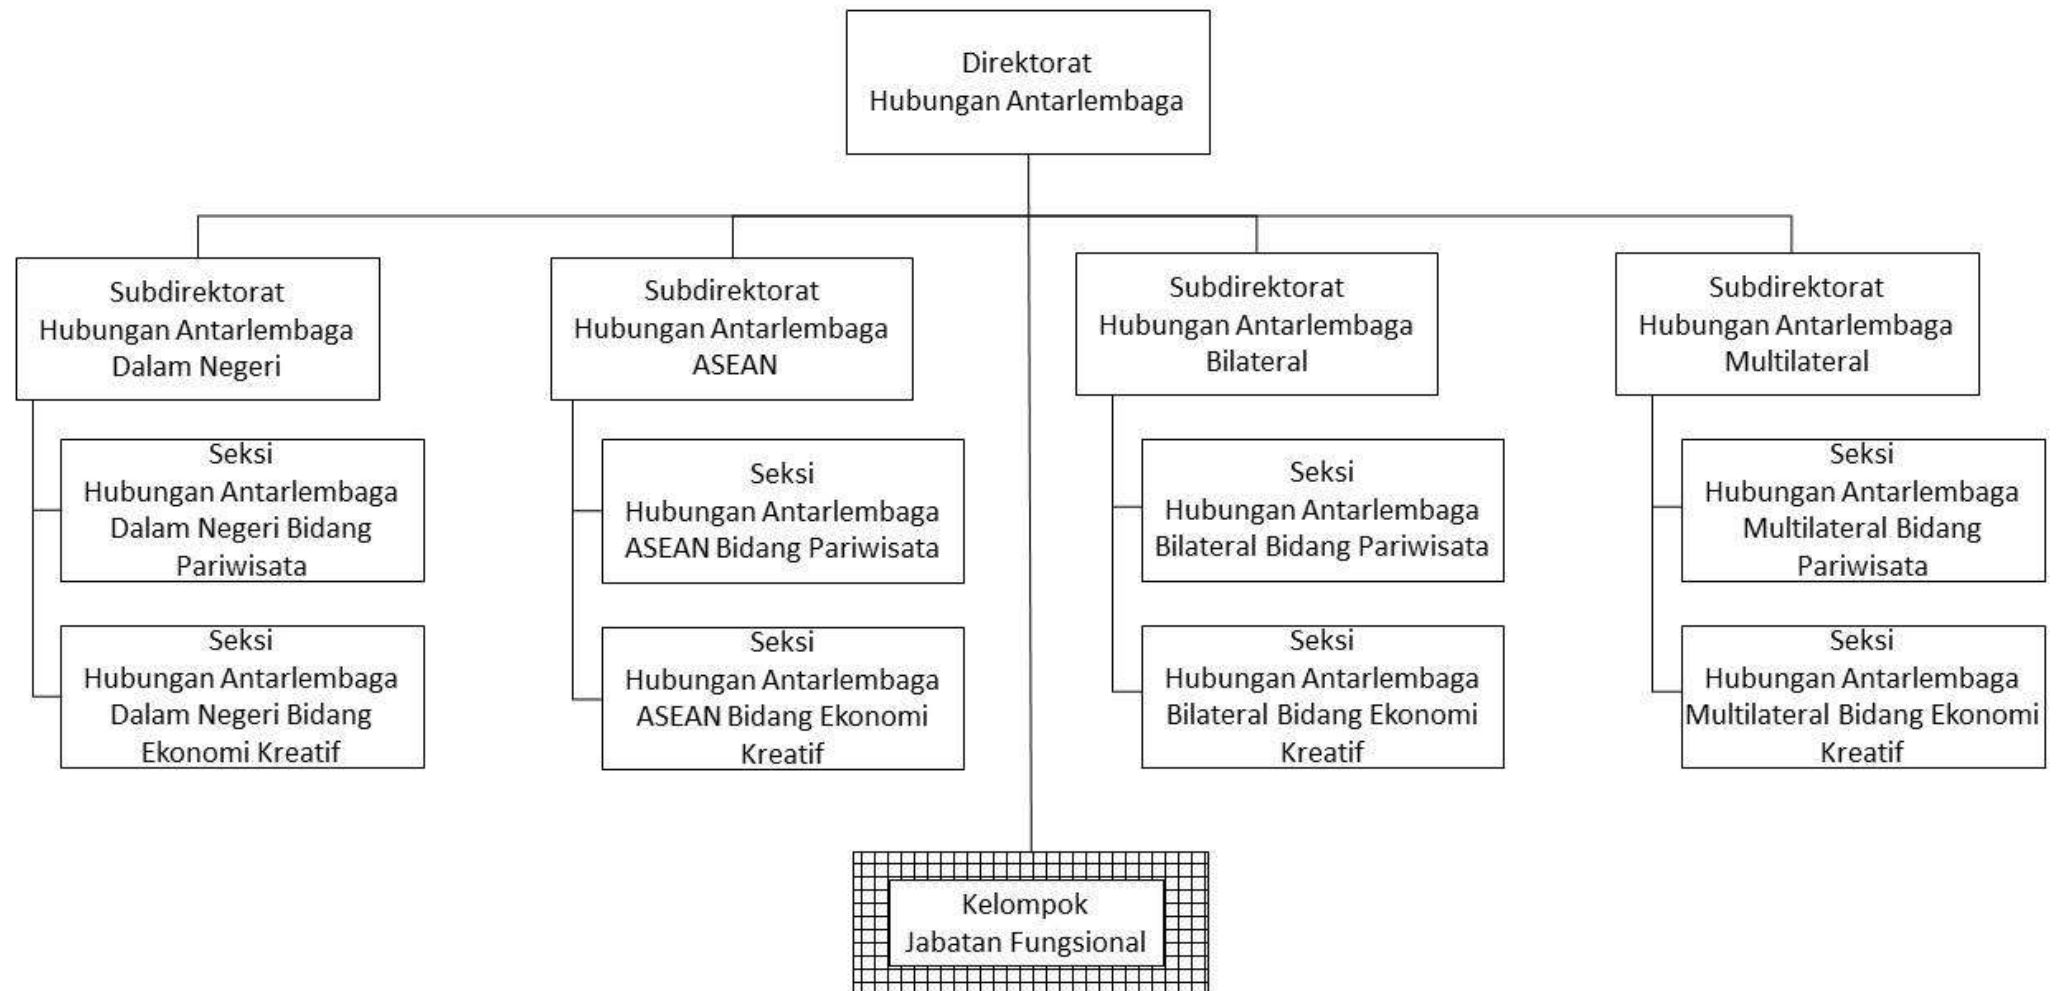 Direktorat
Hubungan Antarlembaga
Subdirektorat
Hubungan Antarlembaga
Dalam Negeri
Subdirektorat
Hubungan Antarlembaga
ASEAN
Subdirektorat
Hubungan Antarlembaga
Bilateral
Subdirektorat
Hubungan Antarlembaga
Multilateral
Seksi
Hubungan Antarlembaga
Dalam Negeri Bidang
Pariwisata
Seksi
Hubungan Antarlembaga
ASEAN Bidang Pariwisata
Seksi
Hubungan Antarlembaga
Bilateral Bidang Pariwisata
Seksi
Hubungan Antarlembaga
Multilateral Bidang
Pariwisata
Seksi
Hubungan Antarlembaga
Dalam Negeri Bidang
Ekonomi Kreatif
Seksi
Hubungan Antarlembaga
ASEAN Bidang Ekonomi
Kreatif
Seksi
Hubungan Antarlembaga
Bilateral Bidang Ekonomi
Kreatif
Seksi
Hubungan Antarlembaga
Multilateral Bidang Ekonomi
Kreatif
Kelompok
Jabatan Fungsional